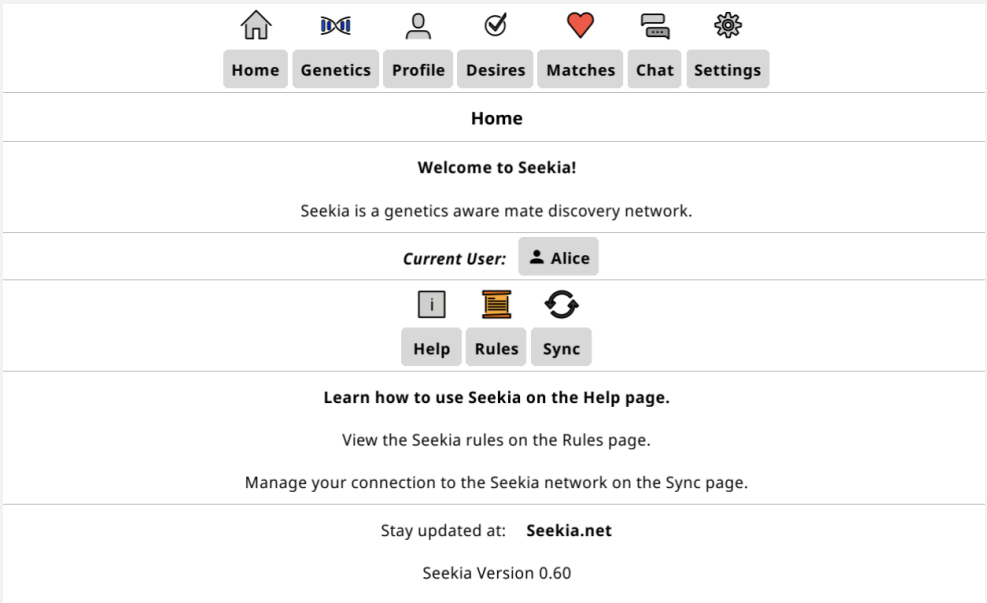 Home Genetics Profile Desires Matches Chat Settings
Home
Welcome to Seekia!
Seekia is a genetics aware mate discovery network.
Current User: Alice
i
Help Rules Sync
Learn how to use Seekia on the Help page.
View the Seekia rules on the Rules page.
Manage your connection to the Seekia network on the Sync page.
Stay updated at: Seekia.net
Seekia Version 0.60